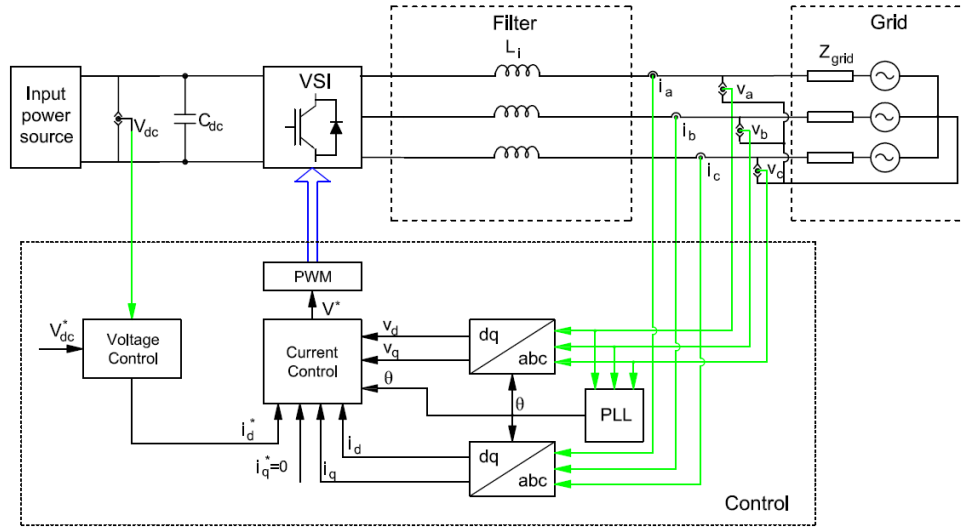 Filter
Grid
Input
power
source
V_dc
C_dc
VSI
L_i
i_a
i_b
i_c
v_a
v_b
v_c
Z_grid
PWM
V*
V*_dc
Voltage
Control
Current
Control
v_d
v_q
θ
dq
abc
θ
PLL
i*_d
i*_q=0
i_q
i_d
dq
abc
Control